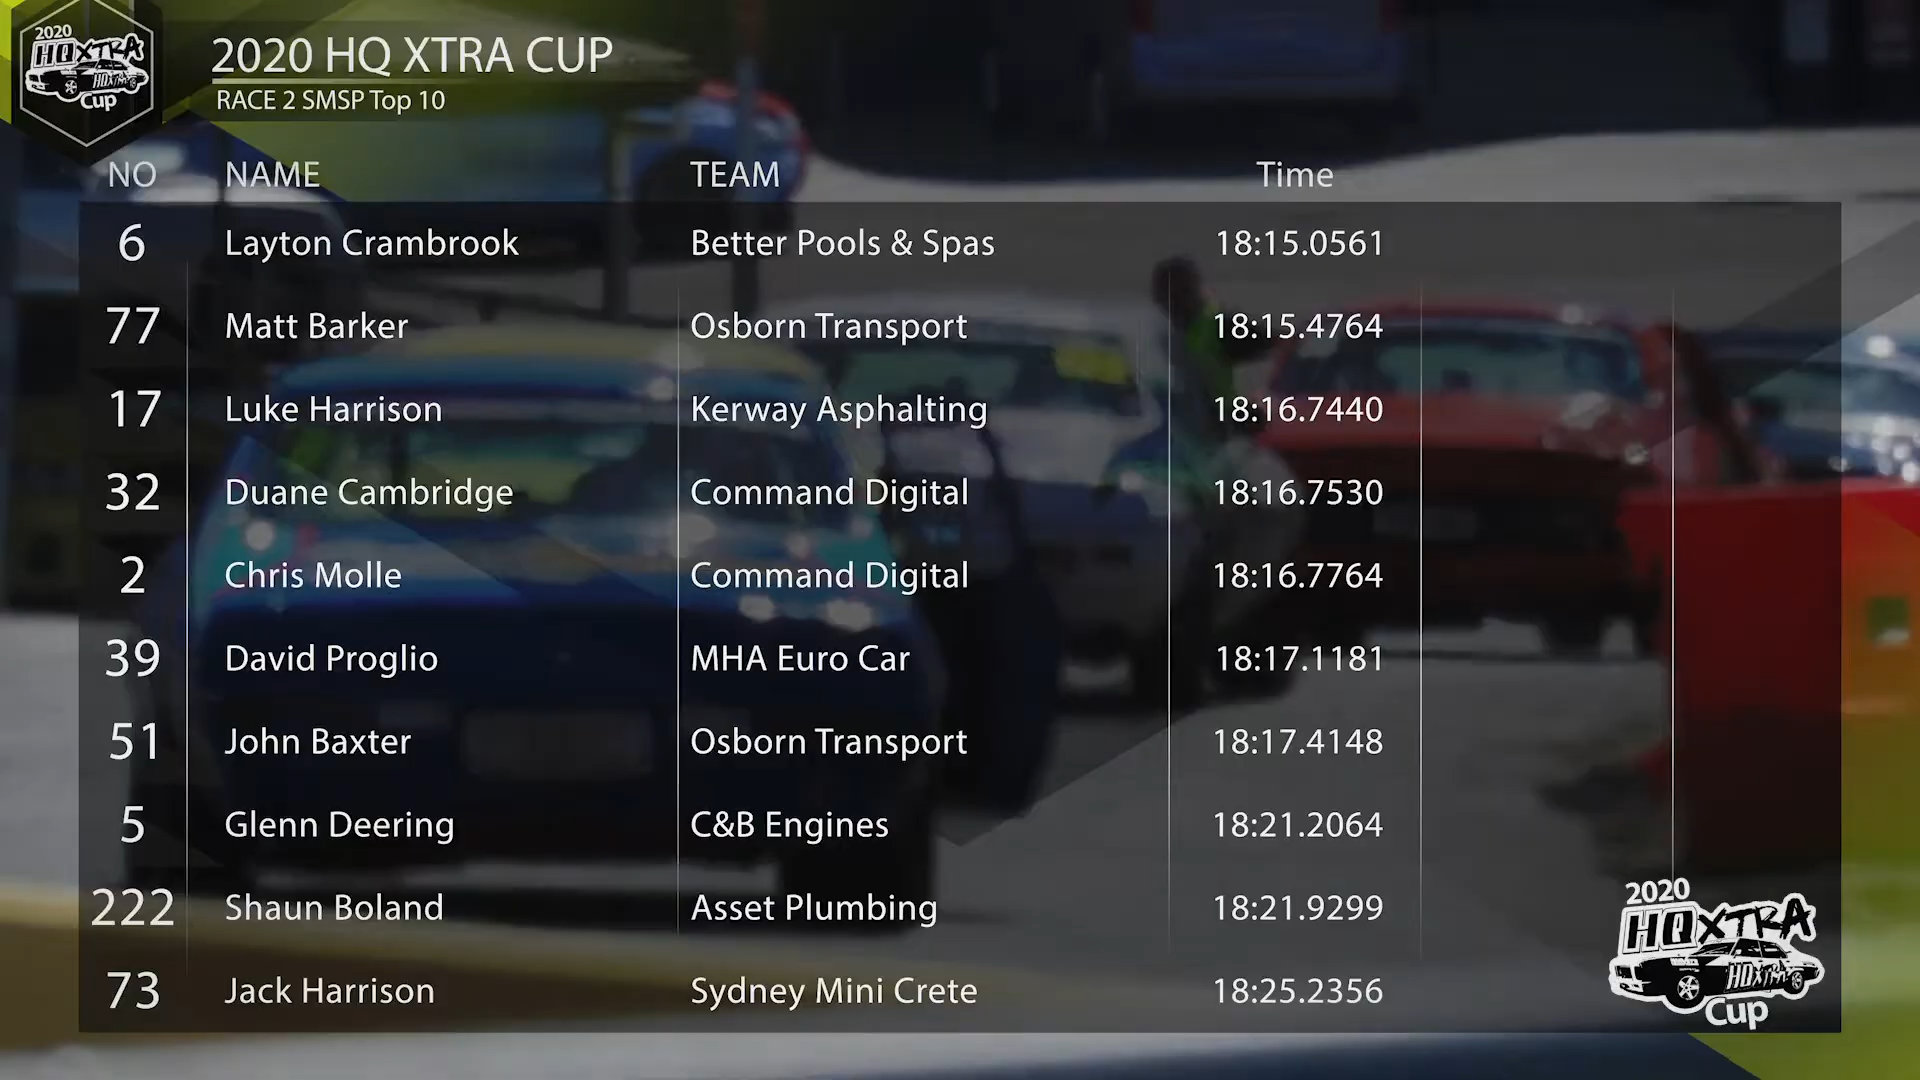 2020
HQ XTRA
HQ Xtra
Cup
2020 HQ XTRA CUP
RACE 2 SMSP Top 10
NO NAME TEAM Time
6 Layton Crambrook Better Pools & Spas 18:15.0561
77 Matt Barker Osborn Transport 18:15.4764
17 Luke Harrison Kerway Asphalting 18:16.7440
32 Duane Cambridge Command Digital 18:16.7530
2 Chris Molle Command Digital 18:16.7764
39 David Proglio MHA Euro Car 18:17.1181
51 John Baxter Osborn Transport 18:17.4148
5 Glenn Deering C&B Engines 18:21.2064
222 Shaun Boland Asset Plumbing 18:21.9299
73 Jack Harrison Sydney Mini Crete 18:25.2356
2020
HQ XTRA
HQ Xtra
Cup